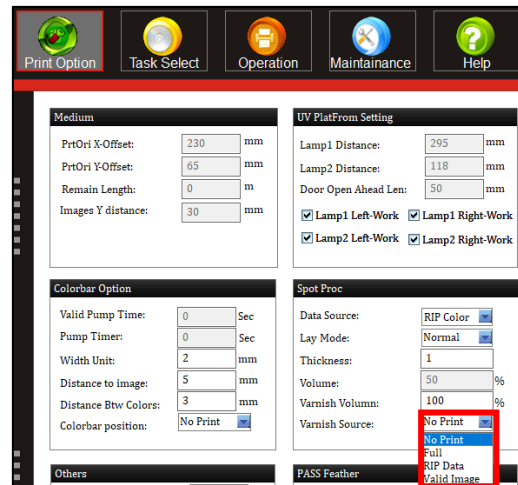 Print Option Task Select Operation Maintainance Help
Medium
PrtOri X-Offset: 230 mm
PrtOri Y-Offset: 65 mm
Remain Length: 0 m
Images Y distance: 30 mm
UV PlatFrom Setting
Lamp1 Distance: 295 mm
Lamp2 Distance: 118 mm
Door Open Ahead Len: 50 mm
Lamp1 Left-Work Lamp1 Right-Work
Lamp2 Left-Work Lamp2 Right-Work
Colorbar Option
Valid Pump Time: 0 Sec
Pump Timer: 0 Sec
Width Unit: 2 mm
Distance to image: 5 mm
Distance Btw Colors: 3 mm
Colorbar position: No Print
Spot Proc
Data Source: RIP Color
Lay Mode: Normal
Thickness: 1
Volume: 50 %
Varnish Volumn: 100 %
Varnish Source: No Print
No Print
Full
RIP Data
Valid Image
Others
PASS Feather